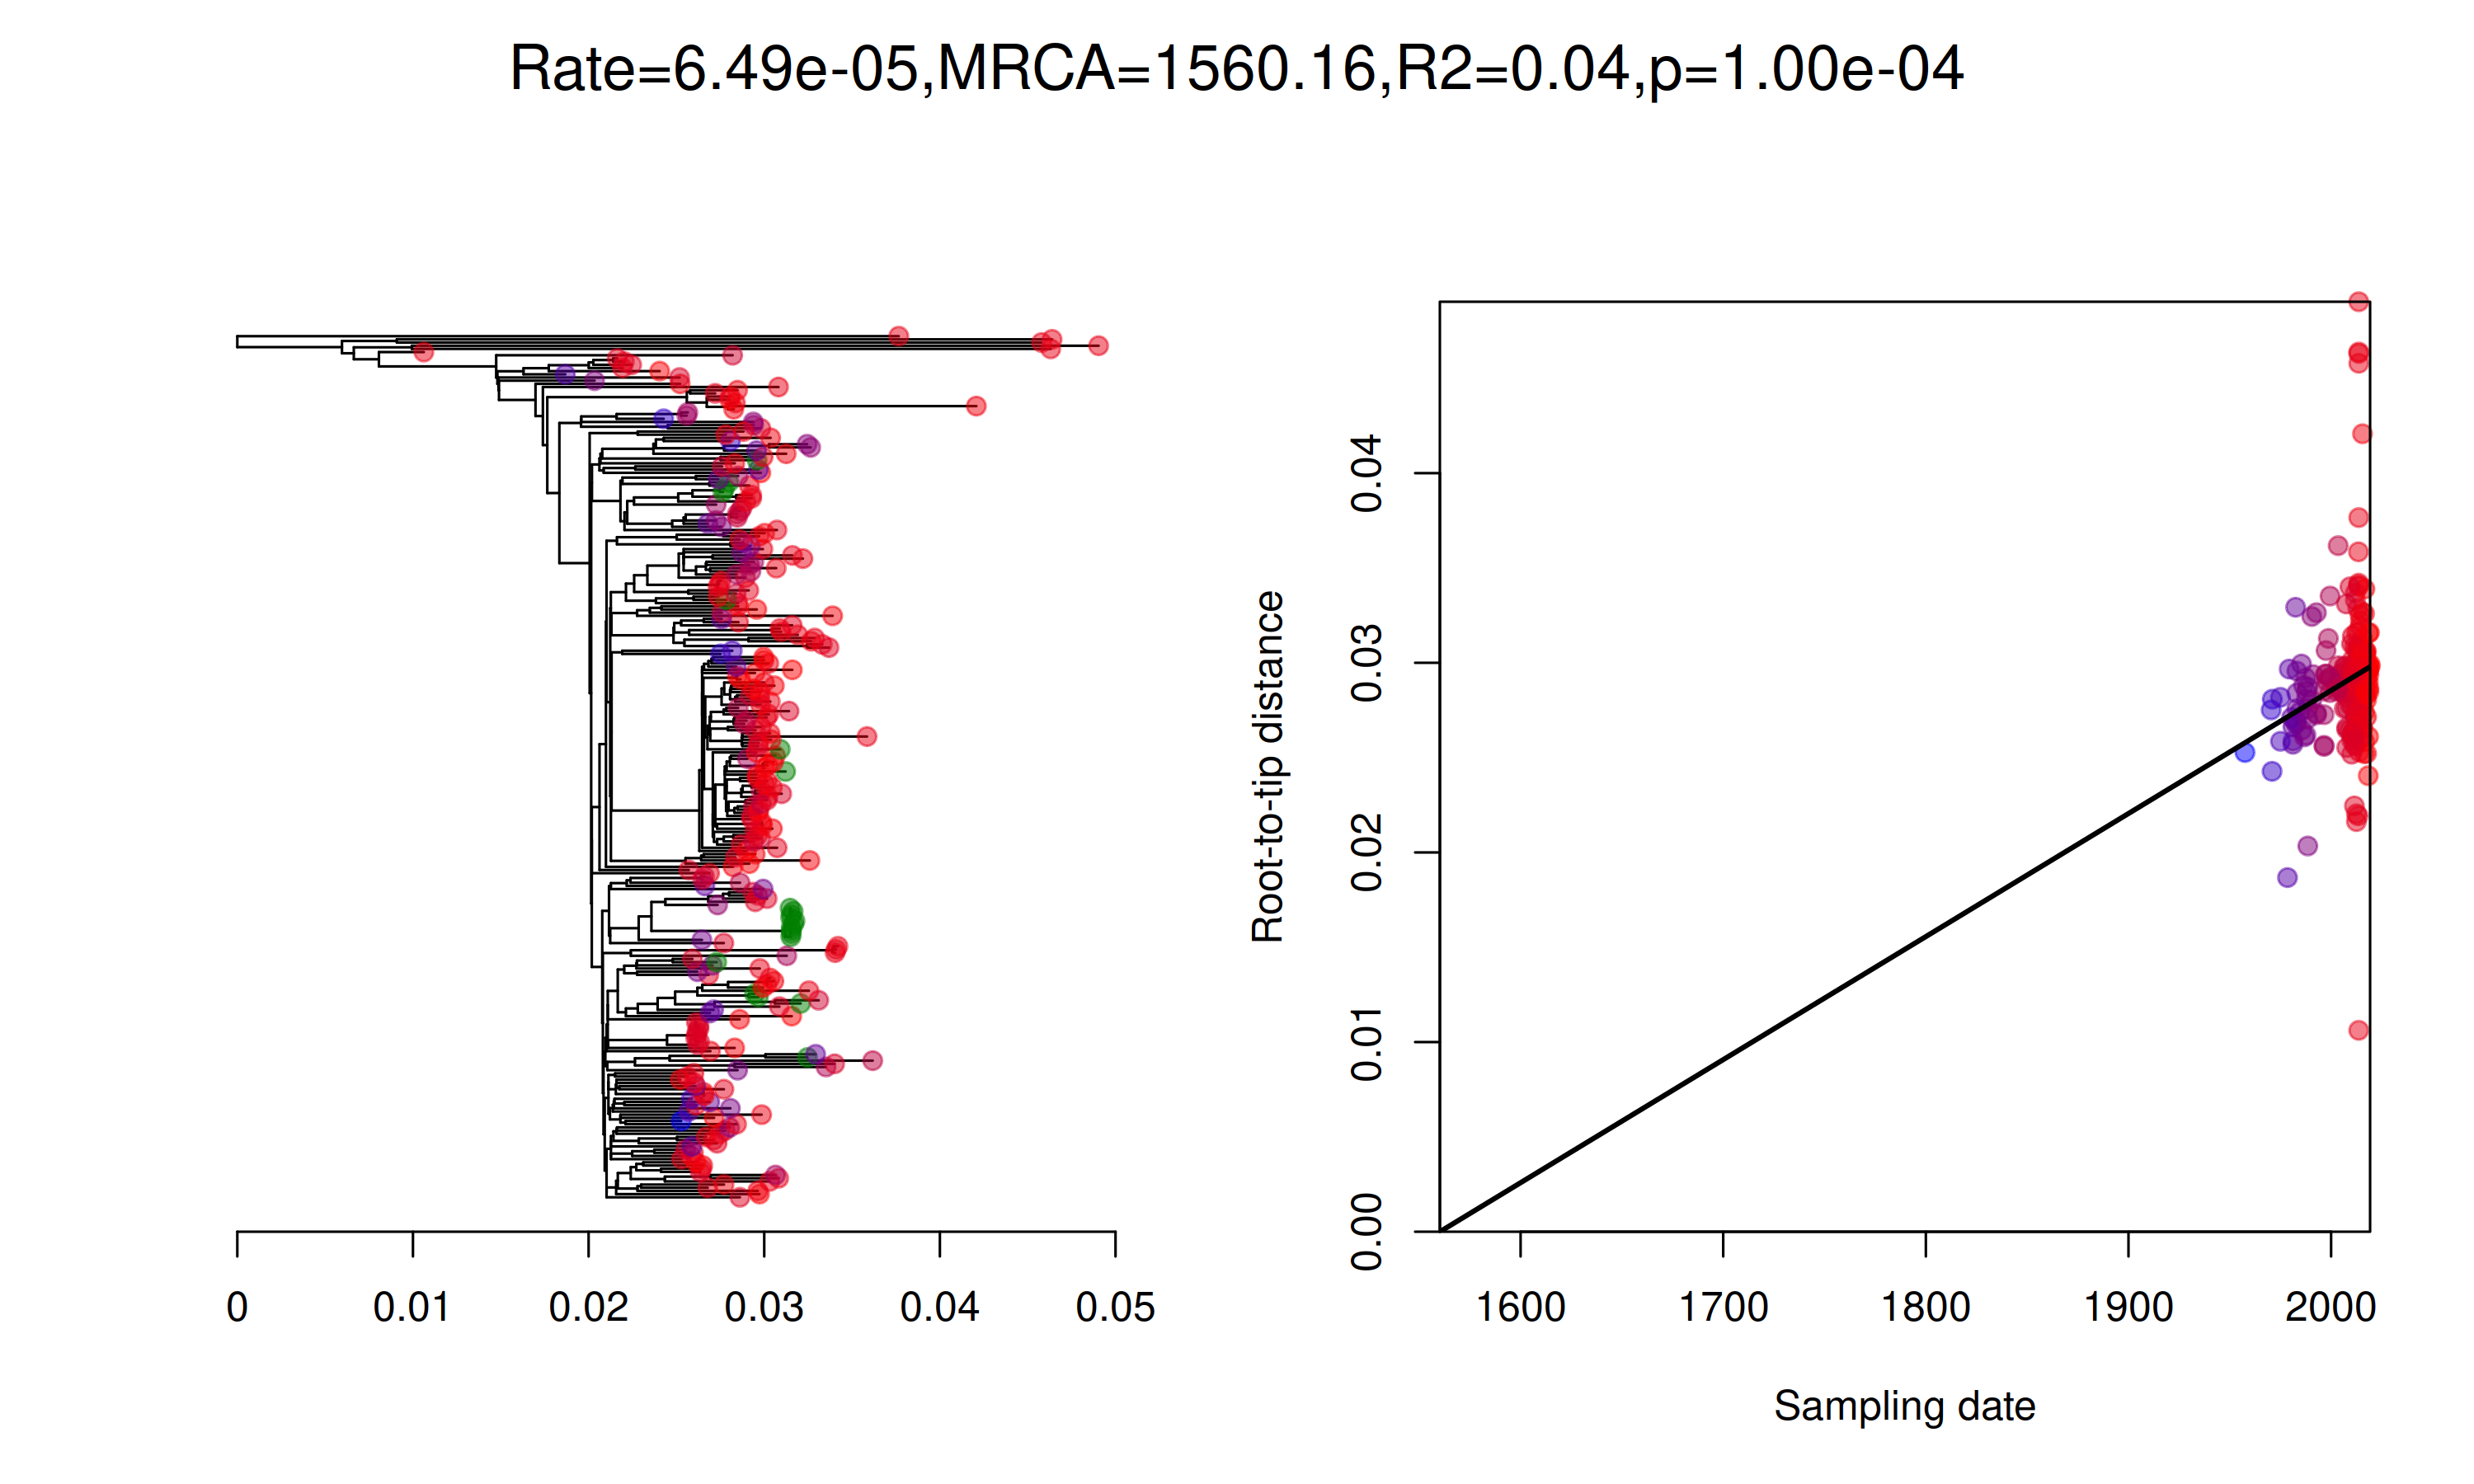 Rate=6.49e-05,MRCA=1560.16,R2=0.04,p=1.00e-04
0 0.01 0.02 0.03 0.04 0.05
Root-to-tip distance
0.00 0.01 0.02 0.03 0.04
1600 1700 1800 1900 2000
Sampling date